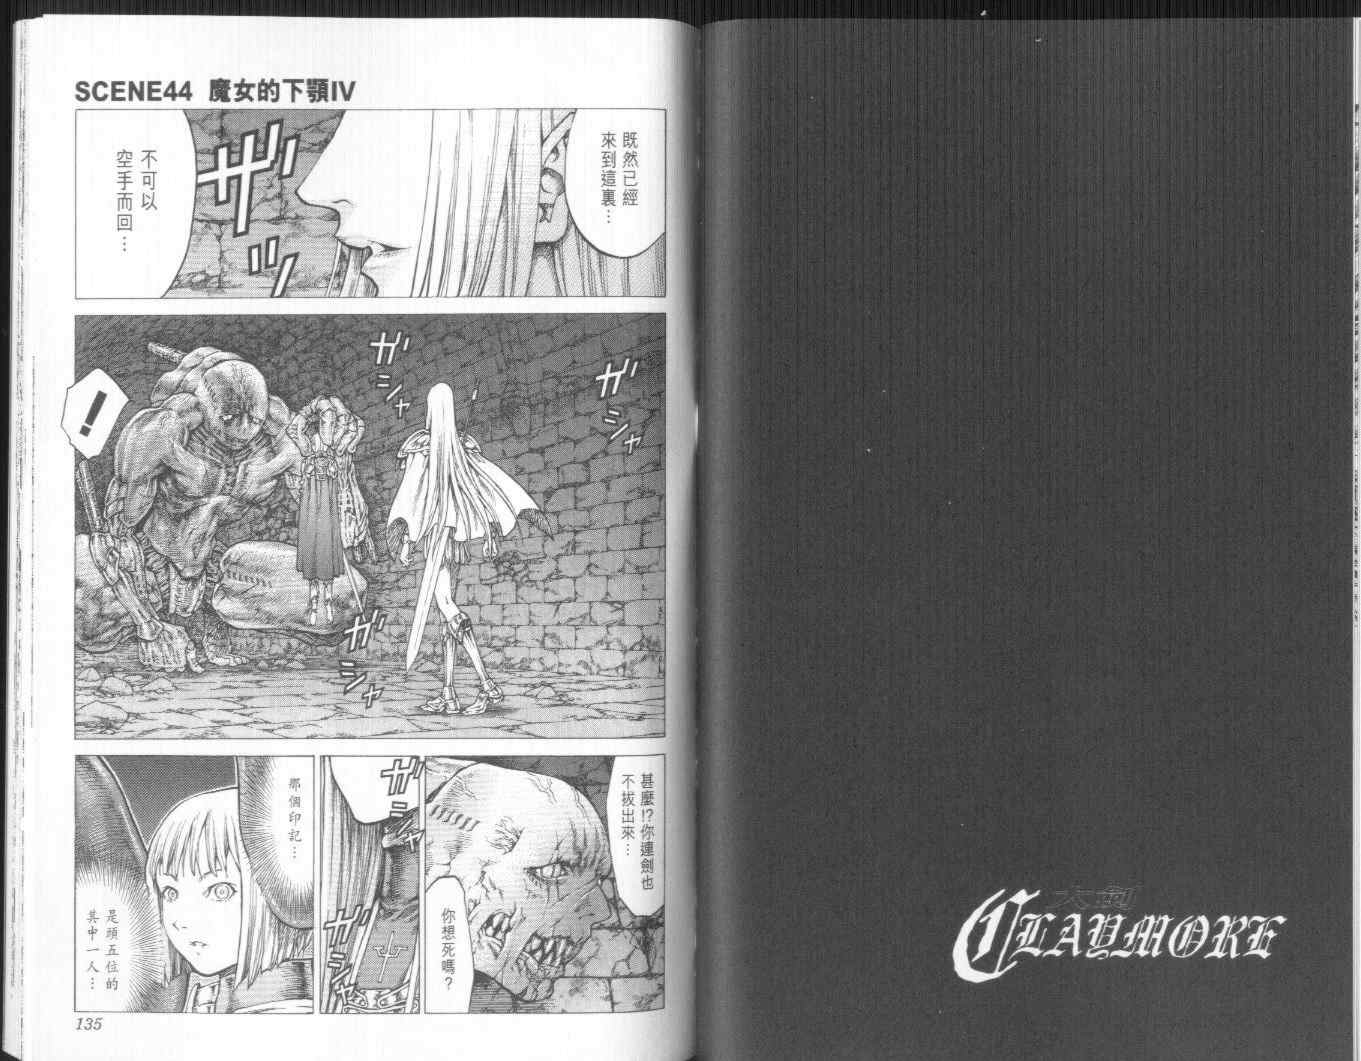 SCENE44 魔女的下顎IV
既然已經
來到這裏…
ザッ
不可以
空手而回…
ガシャ
ガシャ
！
ガシャ
甚麼!?你連劍也
不拔出來…
你想死嗎？
ガシャ
ガシャ
那個印記…
是頭五位的
其中一人…
135
大劍
CLAYMORE